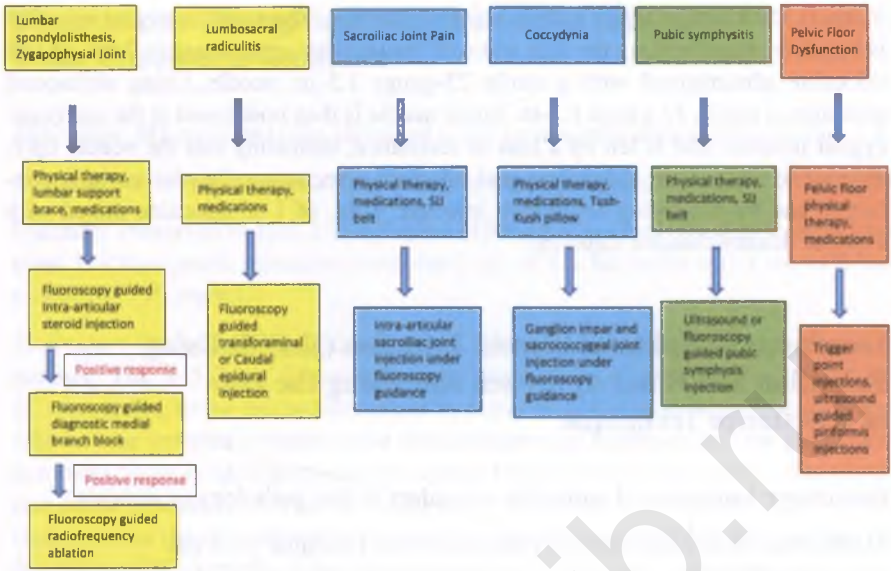 Lumbar
spondylolisthesis,
Zygapophysial Joint
Lumbosacral
radiculitis
Sacroiliac Joint Pain
Coccydynia
Pubic symphysitis
Pelvic Floor
Dysfunction
Physical therapy,
lumbar support
brace, medications
Physical therapy,
medications
Physical therapy,
medications, SIJ
belt
Physical therapy,
medications, Tush-
Kush pillow
Physical therapy,
medications, SIJ
belt
Pelvic floor
physical
therapy,
medications
Fluoroscopy guided
Intra-articular
steroid injection
Fluoroscopy
guided
transforaminal
or Caudal
epidural
injection
Intra-articular
sacroiliac joint
injection under
fluoroscopy
guidance
Ganglion impar and
sacrococcygeal joint
injection under
fluoroscopy
guidance
Ultrasound or
fluoroscopy
guided pubic
symphysis
injection
Trigger
point
injections,
ultrasound
guided
piriformus
injections
Positive response
Fluoroscopy guided
diagnostic medial
branch block
Positive response
Fluoroscopy guided
radiofrequency
ablation